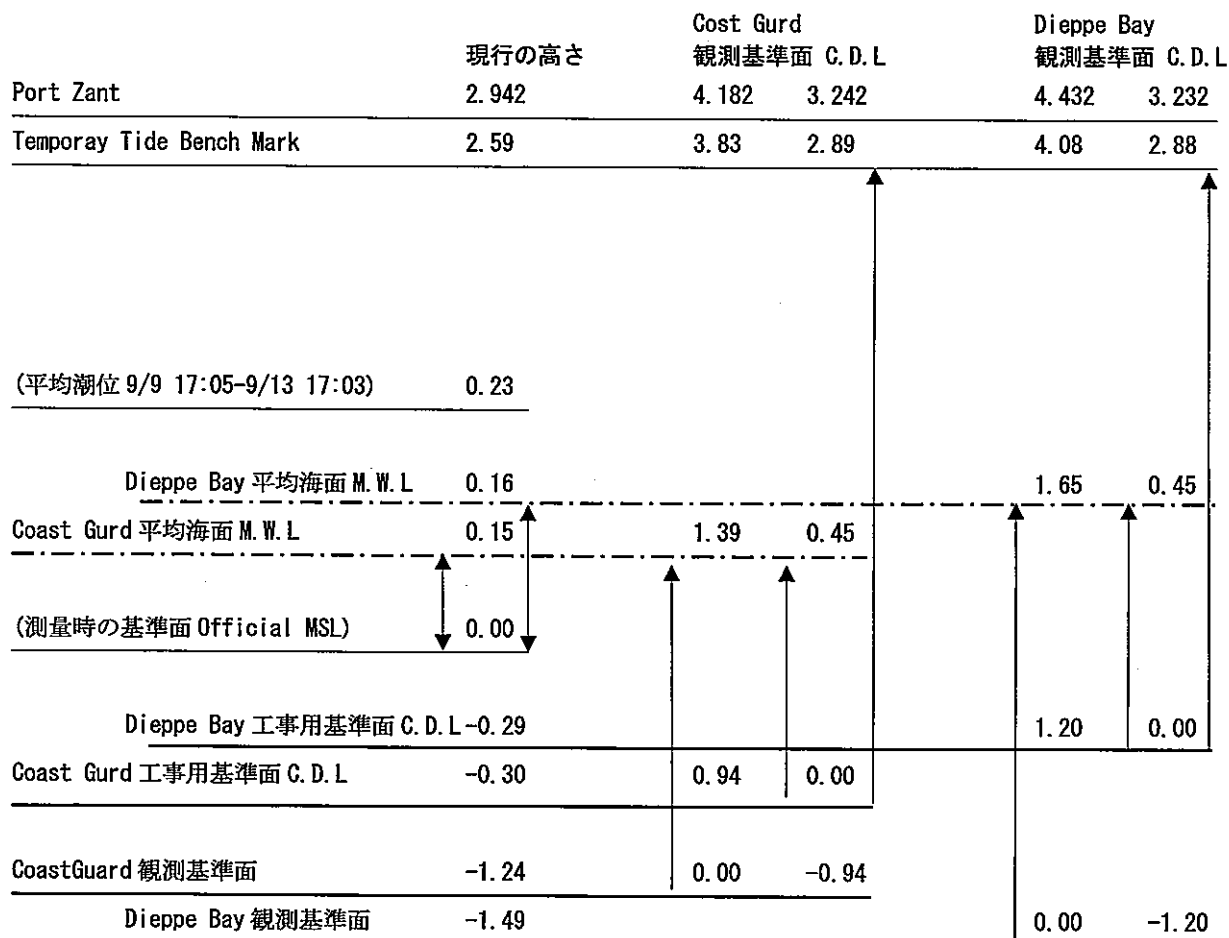 Cost Gurd Dieppe Bay
現行の高さ 観測基準面 C.D.L 観測基準面 C.D.L
Port Zant 2.942 4.182 3.242 4.432 3.232
Temporay Tide Bench Mark 2.59 3.83 2.89 4.08 2.88
(平均潮位 9/9 17:05-9/13 17:03) 0.23
Dieppe Bay 平均海面 M.W.L 0.16 1.65 0.45
Coast Gurd 平均海面 M.W.L 0.15 1.39 0.45
(測量時の基準面 Official MSL) 0.00
Dieppe Bay 工事用基準面 C.D.L -0.29 1.20 0.00
Coast Gurd 工事用基準面 C.D.L -0.30 0.94 0.00
CoastGuard 観測基準面 -1.24 0.00 -0.94
Dieppe Bay 観測基準面 -1.49 0.00 -1.20